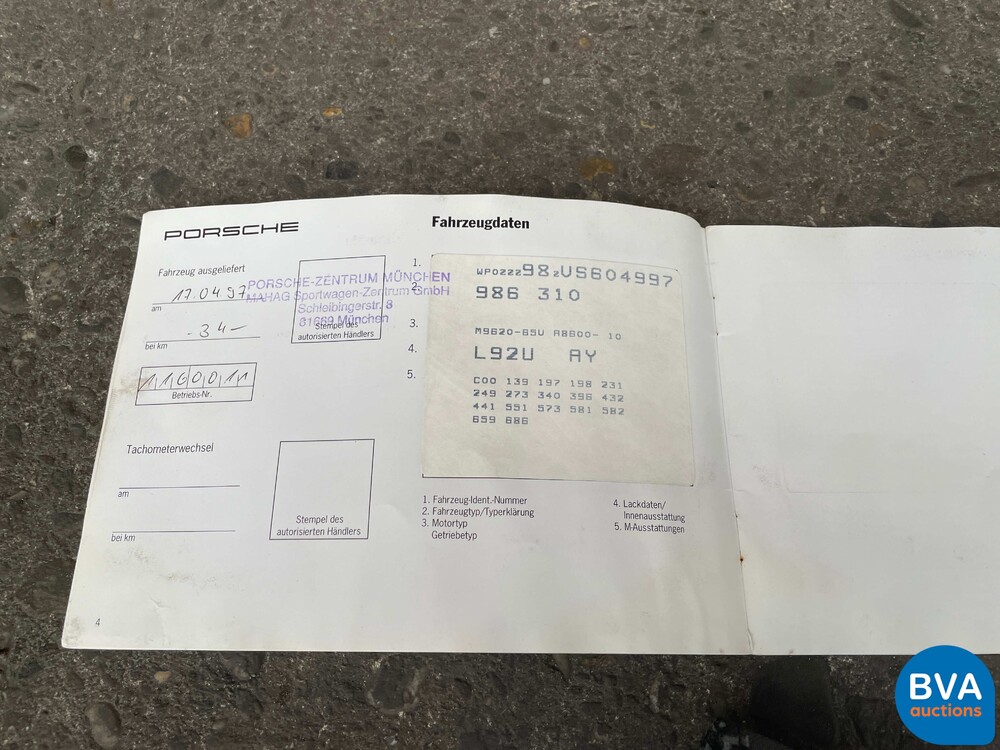 PORSCHE
Fahrzeug ausgeliefert
17.04.97
am
- 34 -
bei km
PORSCHE-ZENTRUM MÜNCHEN
MAHAG Sportwagen-Zentrum GmbH
Schleibingerstr. 8
81669 München
Stempel des
autorisierten Händlers
1160011
Betriebs-Nr.
Tachometerwechsel
am
bei km
Stempel des
autorisierten Händlers
4
Fahrzeugdaten
1.
2.
3.
4.
5.
WP0ZZZ98ZVS604997
986 310
M9620-65U A8600- 10
L92U AY
C00 139 197 198 231
249 273 340 396 432
441 551 573 581 582
659 686
1. Fahrzeug-Ident.-Nummer
2. Fahrzeugtyp/Typerklärung
3. Motortyp
Getriebetyp
4. Lackdaten/
Innenausstattung
5. M-Ausstattungen
BVA
auctions